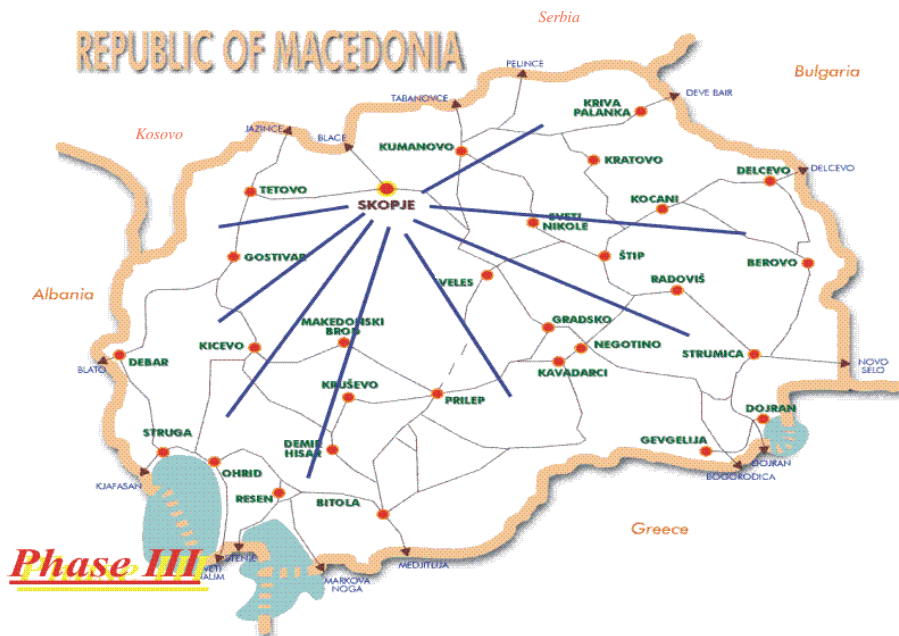 Serbia
REPUBLIC OF MACEDONIA
PELINCE
Bulgaria
DEVE BAIR
TABANOVCE
KRIVA
PALANKA
Kosovo
JAZINCE
BLACE
KUMANOVO
KRATOVO
DELCEVO
DELCEVO
TETOVO
KOCANI
SKOPJE
SVETI
NIKOLE
GOSTIVAR
ŠTIP
BEROVO
VELES
RADOVIŠ
Albania
MAKEDONSKI
BROD
GRADSKO
KICEVO
NEGOTINO
STRUMICA
DEBAR
BLATO
KAVADARCI
NOVO
SELO
KRUŠEVO
PRILEP
DOJRAN
STRUGA
DEMIR
HISAR
GEVGELIJA
OHRID
DOJRAN
KJAFASAN
BOGORODICA
RESEN
BITOLA
Greece
Phase III
MEDJITLIJA
MARKOVA
NOGA